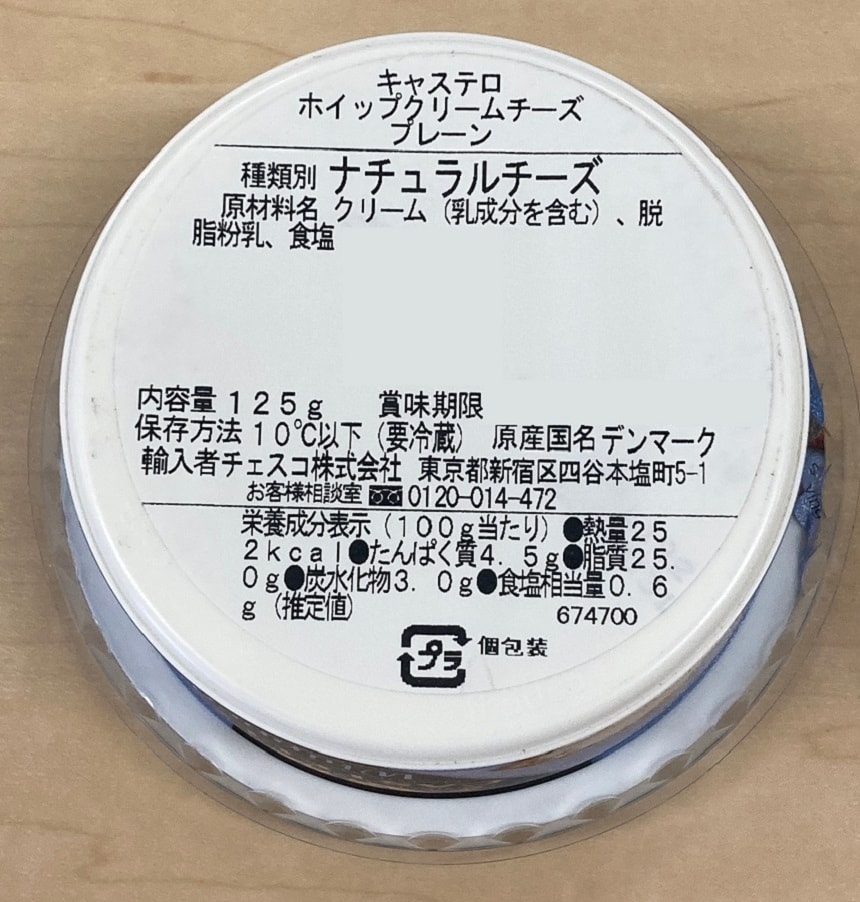 キャステロ
ホイップクリームチーズ
プレーン
種類別 ナチュラルチーズ
原材料名 クリーム（乳成分を含む）、脱
脂粉乳、食塩
内容量１２５ｇ 賞味期限
保存方法１０℃以下（要冷蔵） 原産国名デンマーク
輸入者チェスコ株式会社 東京都新宿区四谷本塩町5-1
お客様相談室 0120-014-472
栄養成分表示（１００ｇ当たり）●熱量２５
２ｋｃａｌ●たんぱく質４．５ｇ●脂質２５．
０ｇ●炭水化物３．０ｇ●食塩相当量０．６
ｇ（推定値） 674700
プラ 個包装